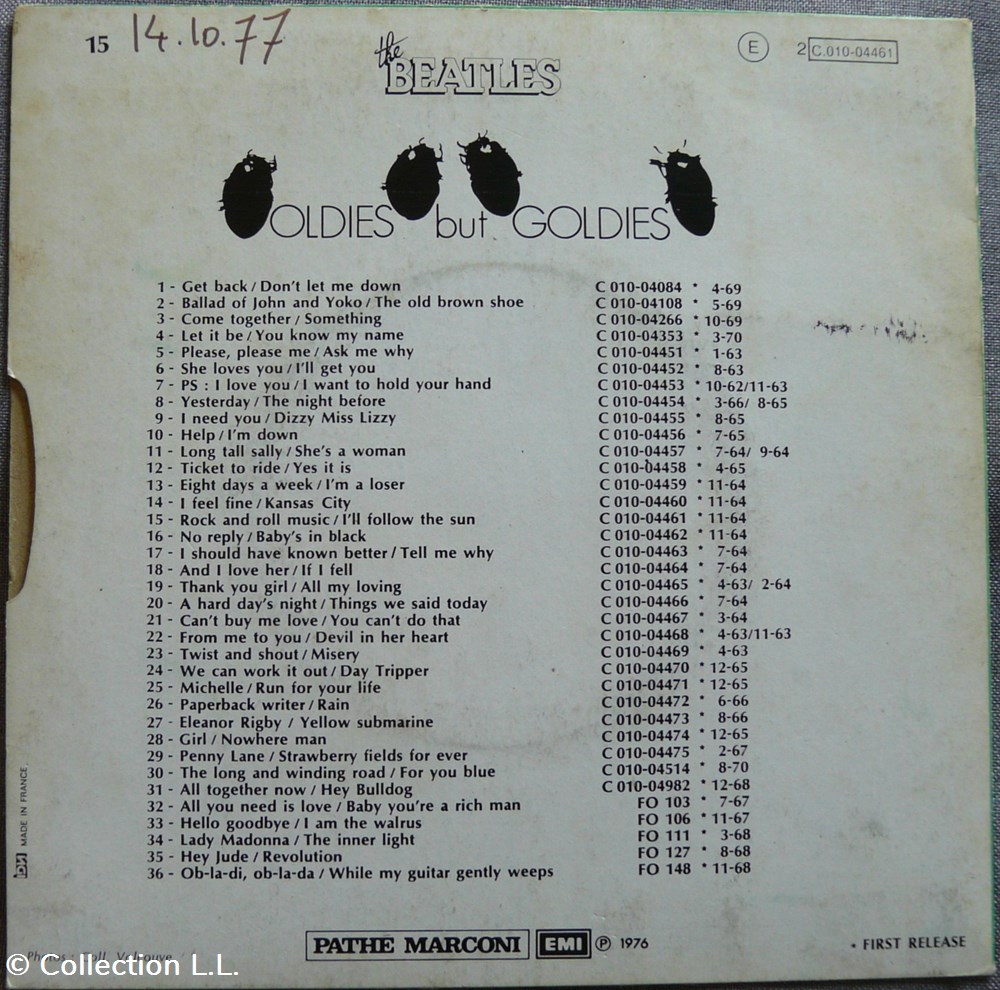 15 14.10.77
the BEATLES
E 2 C.010-04461
OLDIES but GOLDIES
1 - Get back / Don't let me down C 010-04084 * 4-69
2 - Ballad of John and Yoko / The old brown shoe C 010-04108 * 5-69
3 - Come together / Something C 010-04266 * 10-69
4 - Let it be / You know my name C 010-04353 * 3-70
5 - Please, please me / Ask me why C 010-04451 * 1-63
6 - She loves you / I'll get you C 010-04452 * 8-63
7 - PS : I love you / I want to hold your hand C 010-04453 * 10-62/11-63
8 - Yesterday / The night before C 010-04454 * 3-66/ 8-65
9 - I need you / Dizzy Miss Lizzy C 010-04455 * 8-65
10 - Help / I'm down C 010-04456 * 7-65
11 - Long tall sally / She's a woman C 010-04457 * 7-64/ 9-64
12 - Ticket to ride / Yes it is C 010-04458 * 4-65
13 - Eight days a week / I'm a loser C 010-04459 * 11-64
14 - I feel fine / Kansas City C 010-04460 * 11-64
15 - Rock and roll music / I'll follow the sun C 010-04461 * 11-64
16 - No reply / Baby's in black C 010-04462 * 11-64
17 - I should have known better / Tell me why C 010-04463 * 7-64
18 - And I love her / If I fell C 010-04464 * 7-64
19 - Thank you girl / All my loving C 010-04465 * 4-63/ 2-64
20 - A hard day's night / Things we said today C 010-04466 * 7-64
21 - Can't buy me love / You can't do that C 010-04467 * 3-64
22 - From me to you / Devil in her heart C 010-04468 * 4-63/11-63
23 - Twist and shout / Misery C 010-04469 * 4-63
24 - We can work it out / Day Tripper C 010-04470 * 12-65
25 - Michelle / Run for your life C 010-04471 * 12-65
26 - Paperback writer / Rain C 010-04472 * 6-66
27 - Eleanor Rigby / Yellow submarine C 010-04473 * 8-66
28 - Girl / Nowhere man C 010-04474 * 12-65
29 - Penny Lane / Strawberry fields for ever C 010-04475 * 2-67
30 - The long and winding road / For you blue C 010-04514 * 8-70
31 - All together now / Hey Bulldog C 010-04982 * 12-68
32 - All you need is love / Baby you're a rich man FO 103 * 7-67
33 - Hello goodbye / I am the walrus FO 106 * 11-67
34 - Lady Madonna / The inner light FO 111 * 3-68
35 - Hey Jude / Revolution FO 127 * 8-68
36 - Ob-la-di, ob-la-da / While my guitar gently weeps FO 148 * 11-68
MADE IN FRANCE.
PATHE MARCONI EMI ℗ 1976
* FIRST RELEASE
Photos :
© Collection L.L.